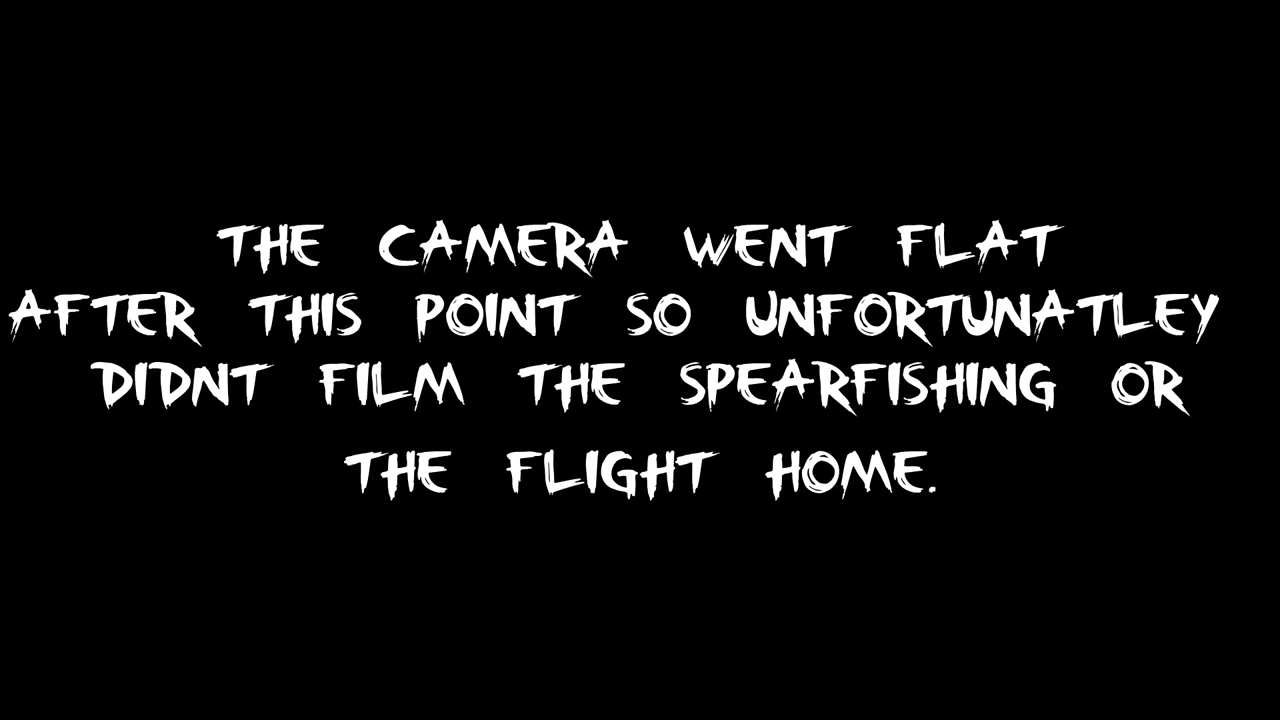 THE CAMERA WENT FLAT
AFTER THIS POINT SO UNFORTUNATLEY
DIDNT FILM THE SPEARFISHING OR
THE FLIGHT HOME.